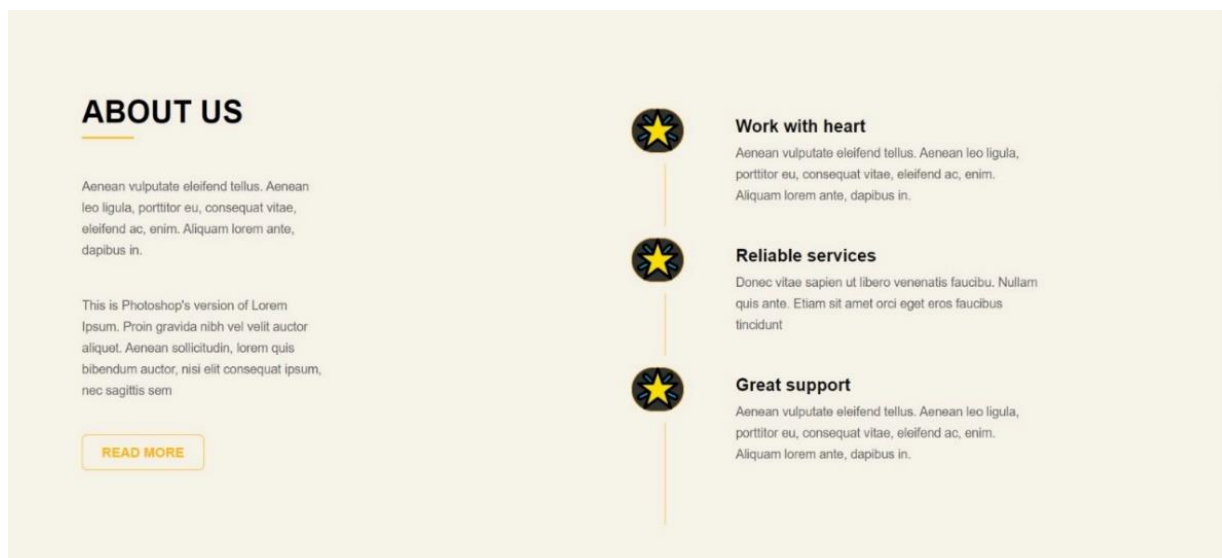 ABOUT US
Aenean vulputate eleifend tellus. Aenean
leo ligula, porttitor eu, consequat vitae,
eleifend ac, enim. Aliquam lorem ante,
dapibus in.
This is Photoshop's version of Lorem
Ipsum. Proin gravida nibh vel velit auctor
aliquet. Aenean sollicitudin, lorem quis
bibendum auctor, nisi elit consequat ipsum,
nec sagittis sem
READ MORE
Work with heart
Aenean vulputate eleifend tellus. Aenean leo ligula,
porttitor eu, consequat vitae, eleifend ac, enim.
Aliquam lorem ante, dapibus in.
Reliable services
Donec vitae sapien ut libero venenatis faucibu. Nullam
quis ante. Etiam sit amet orci eget eros faucibus
tincidunt
Great support
Aenean vulputate eleifend tellus. Aenean leo ligula,
porttitor eu, consequat vitae, eleifend ac, enim.
Aliquam lorem ante, dapibus in.